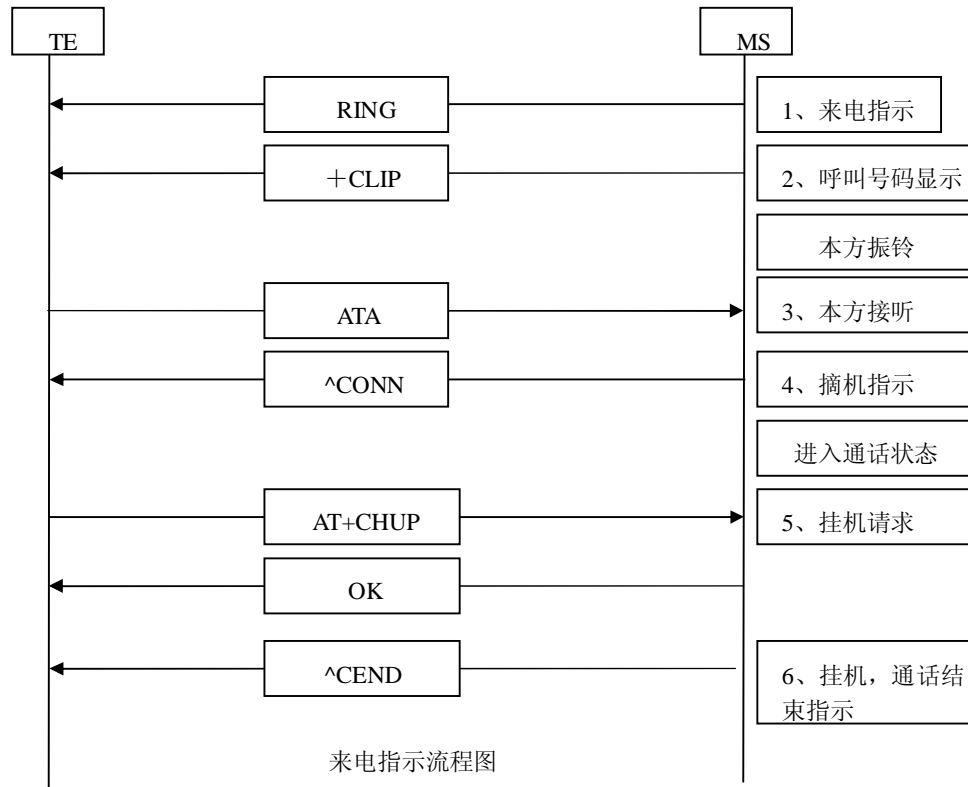 TE
MS
RING
1、来电指示
＋CLIP
2、呼叫号码显示
本方振铃
ATA
3、本方接听
^CONN
4、摘机指示
进入通话状态
AT+CHUP
5、挂机请求
OK
^CEND
6、挂机，通话结
束指示
来电指示流程图